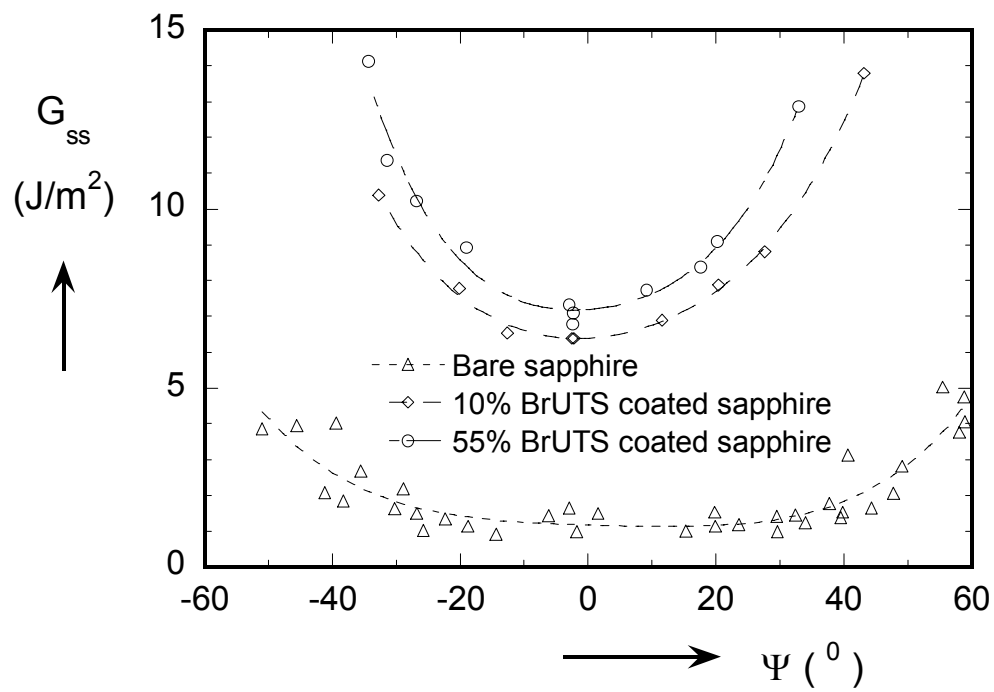 15
10
5
0
G_ss
(J/m²)
Bare sapphire
10% BrUTS coated sapphire
55% BrUTS coated sapphire
-60 -40 -20 0 20 40 60
Ψ (⁰)